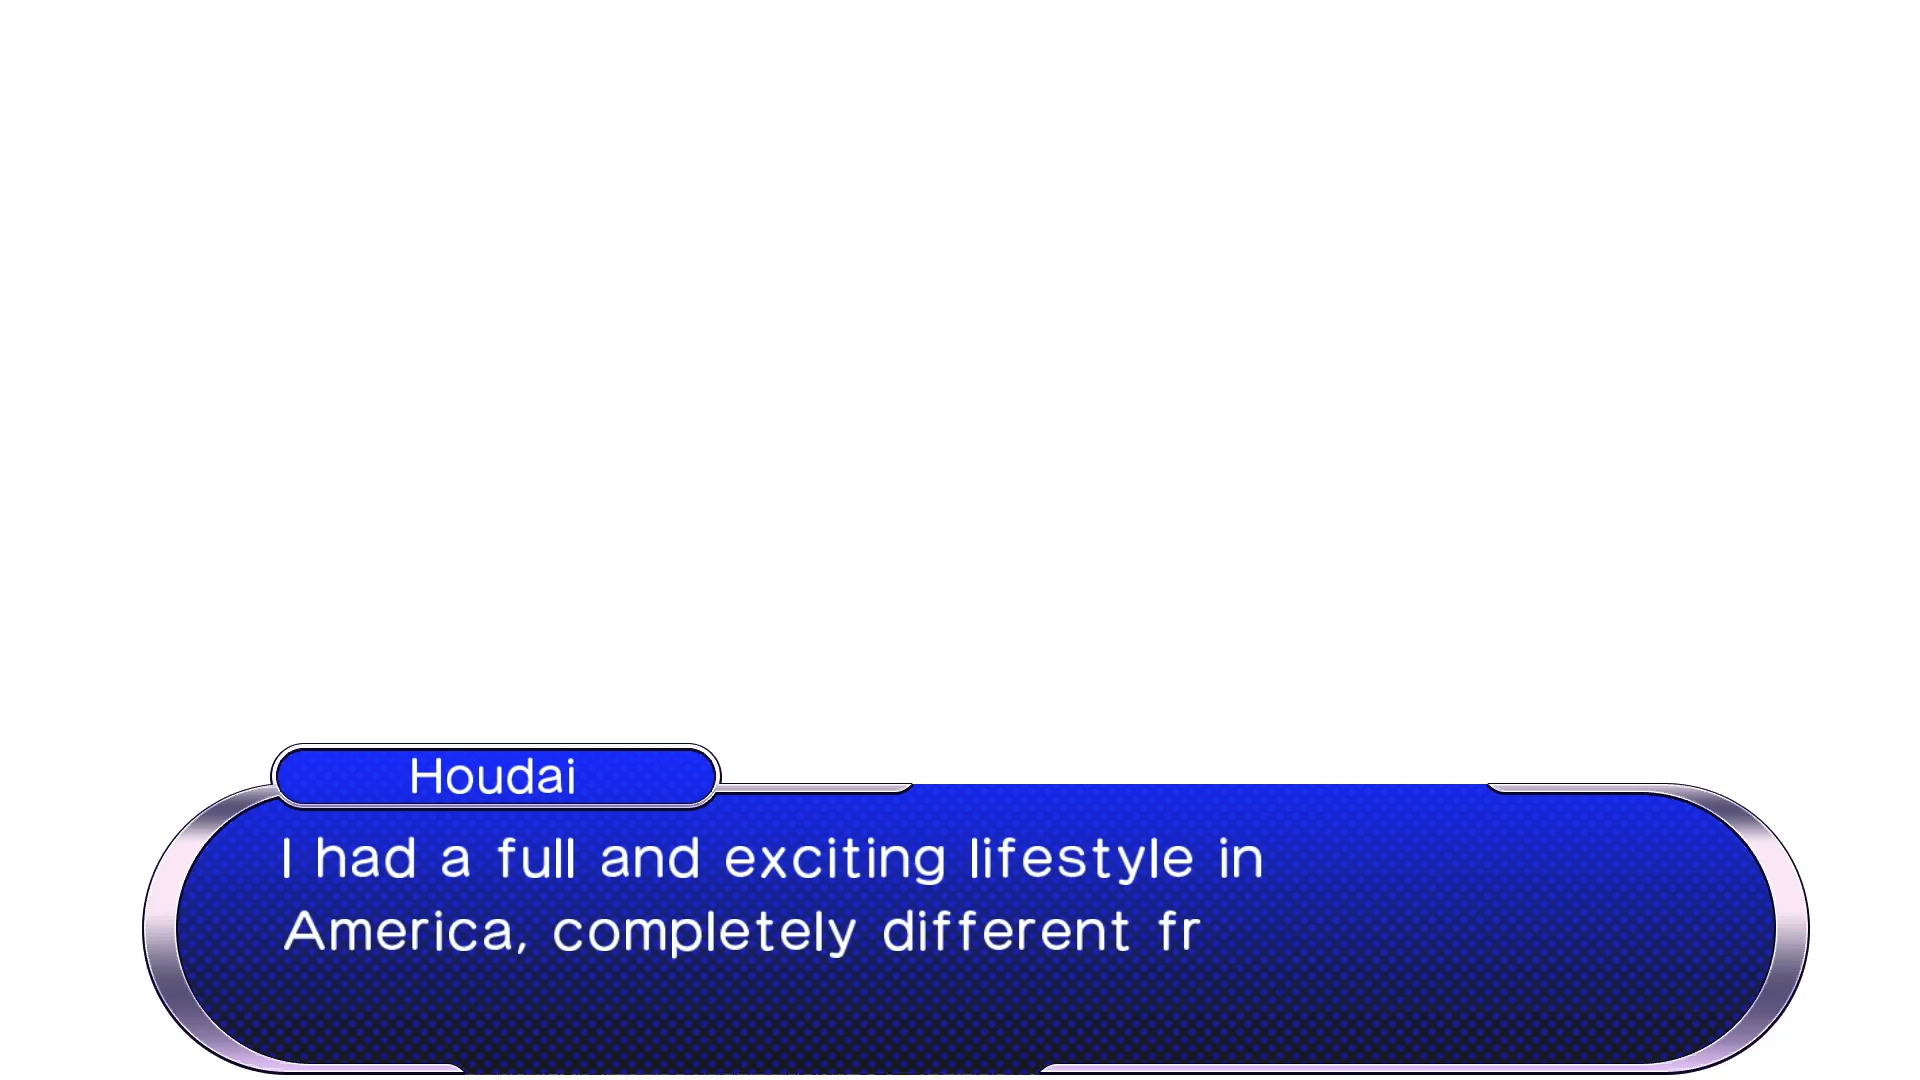 Houdai
I had a full and exciting lifestyle in
America, completely different fr